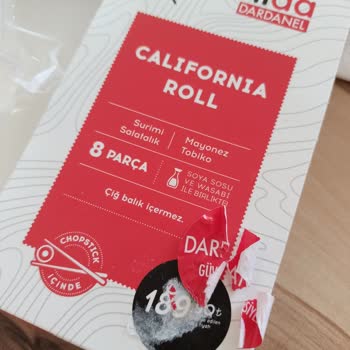 DARDANEL
CALIFORNIA
ROLL
Surimi
Salatalık
Mayonez
Tobiko
8 PARÇA
SOYA SOSU
VE WASABI
İLE BİRLİKTE!
Çiğ balık içermez.
CHOPSTICK
İÇİNDE